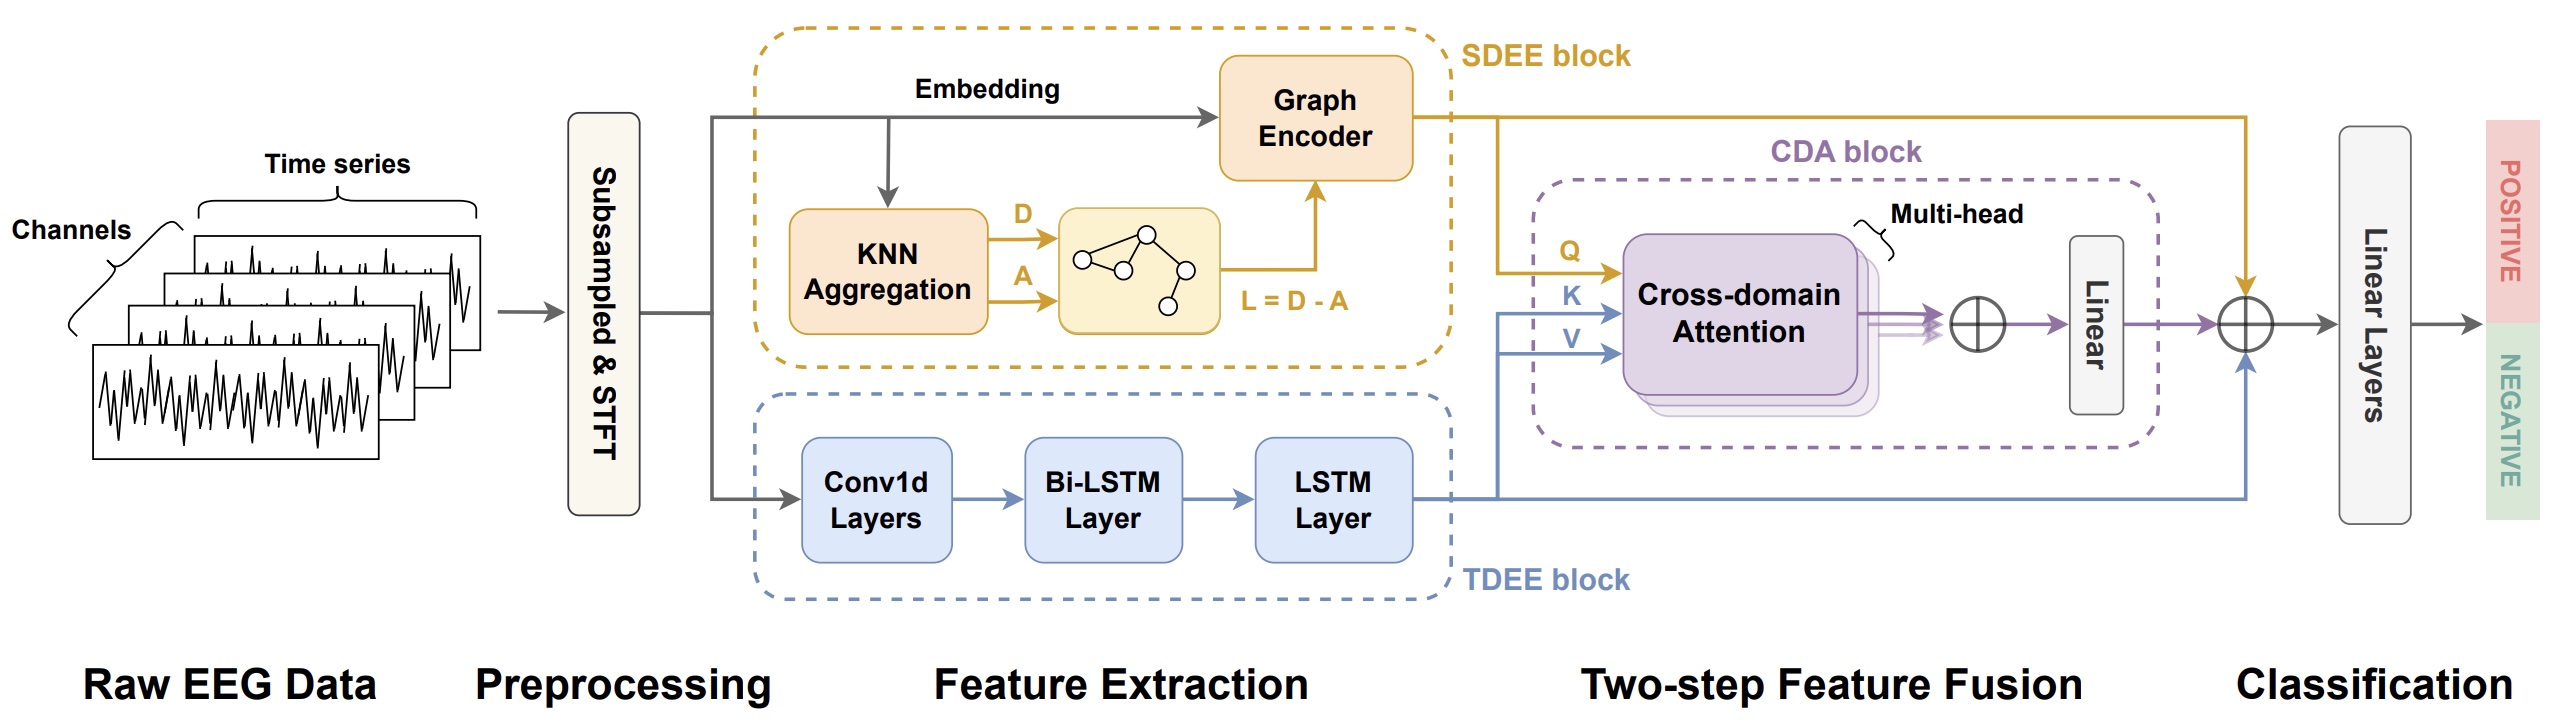 Time series
Channels
Subsampled & STFT
Embedding
Graph
Encoder
SDEE block
KNN
Aggregation
D
A
L = D - A
Conv1d
Layers
Bi-LSTM
Layer
LSTM
Layer
TDEE block
CDA block
Multi-head
Q
K
V
Cross-domain
Attention
Linear
Linear Layers
POSITIVE
NEGATIVE
Raw EEG Data
Preprocessing
Feature Extraction
Two-step Feature Fusion
Classification